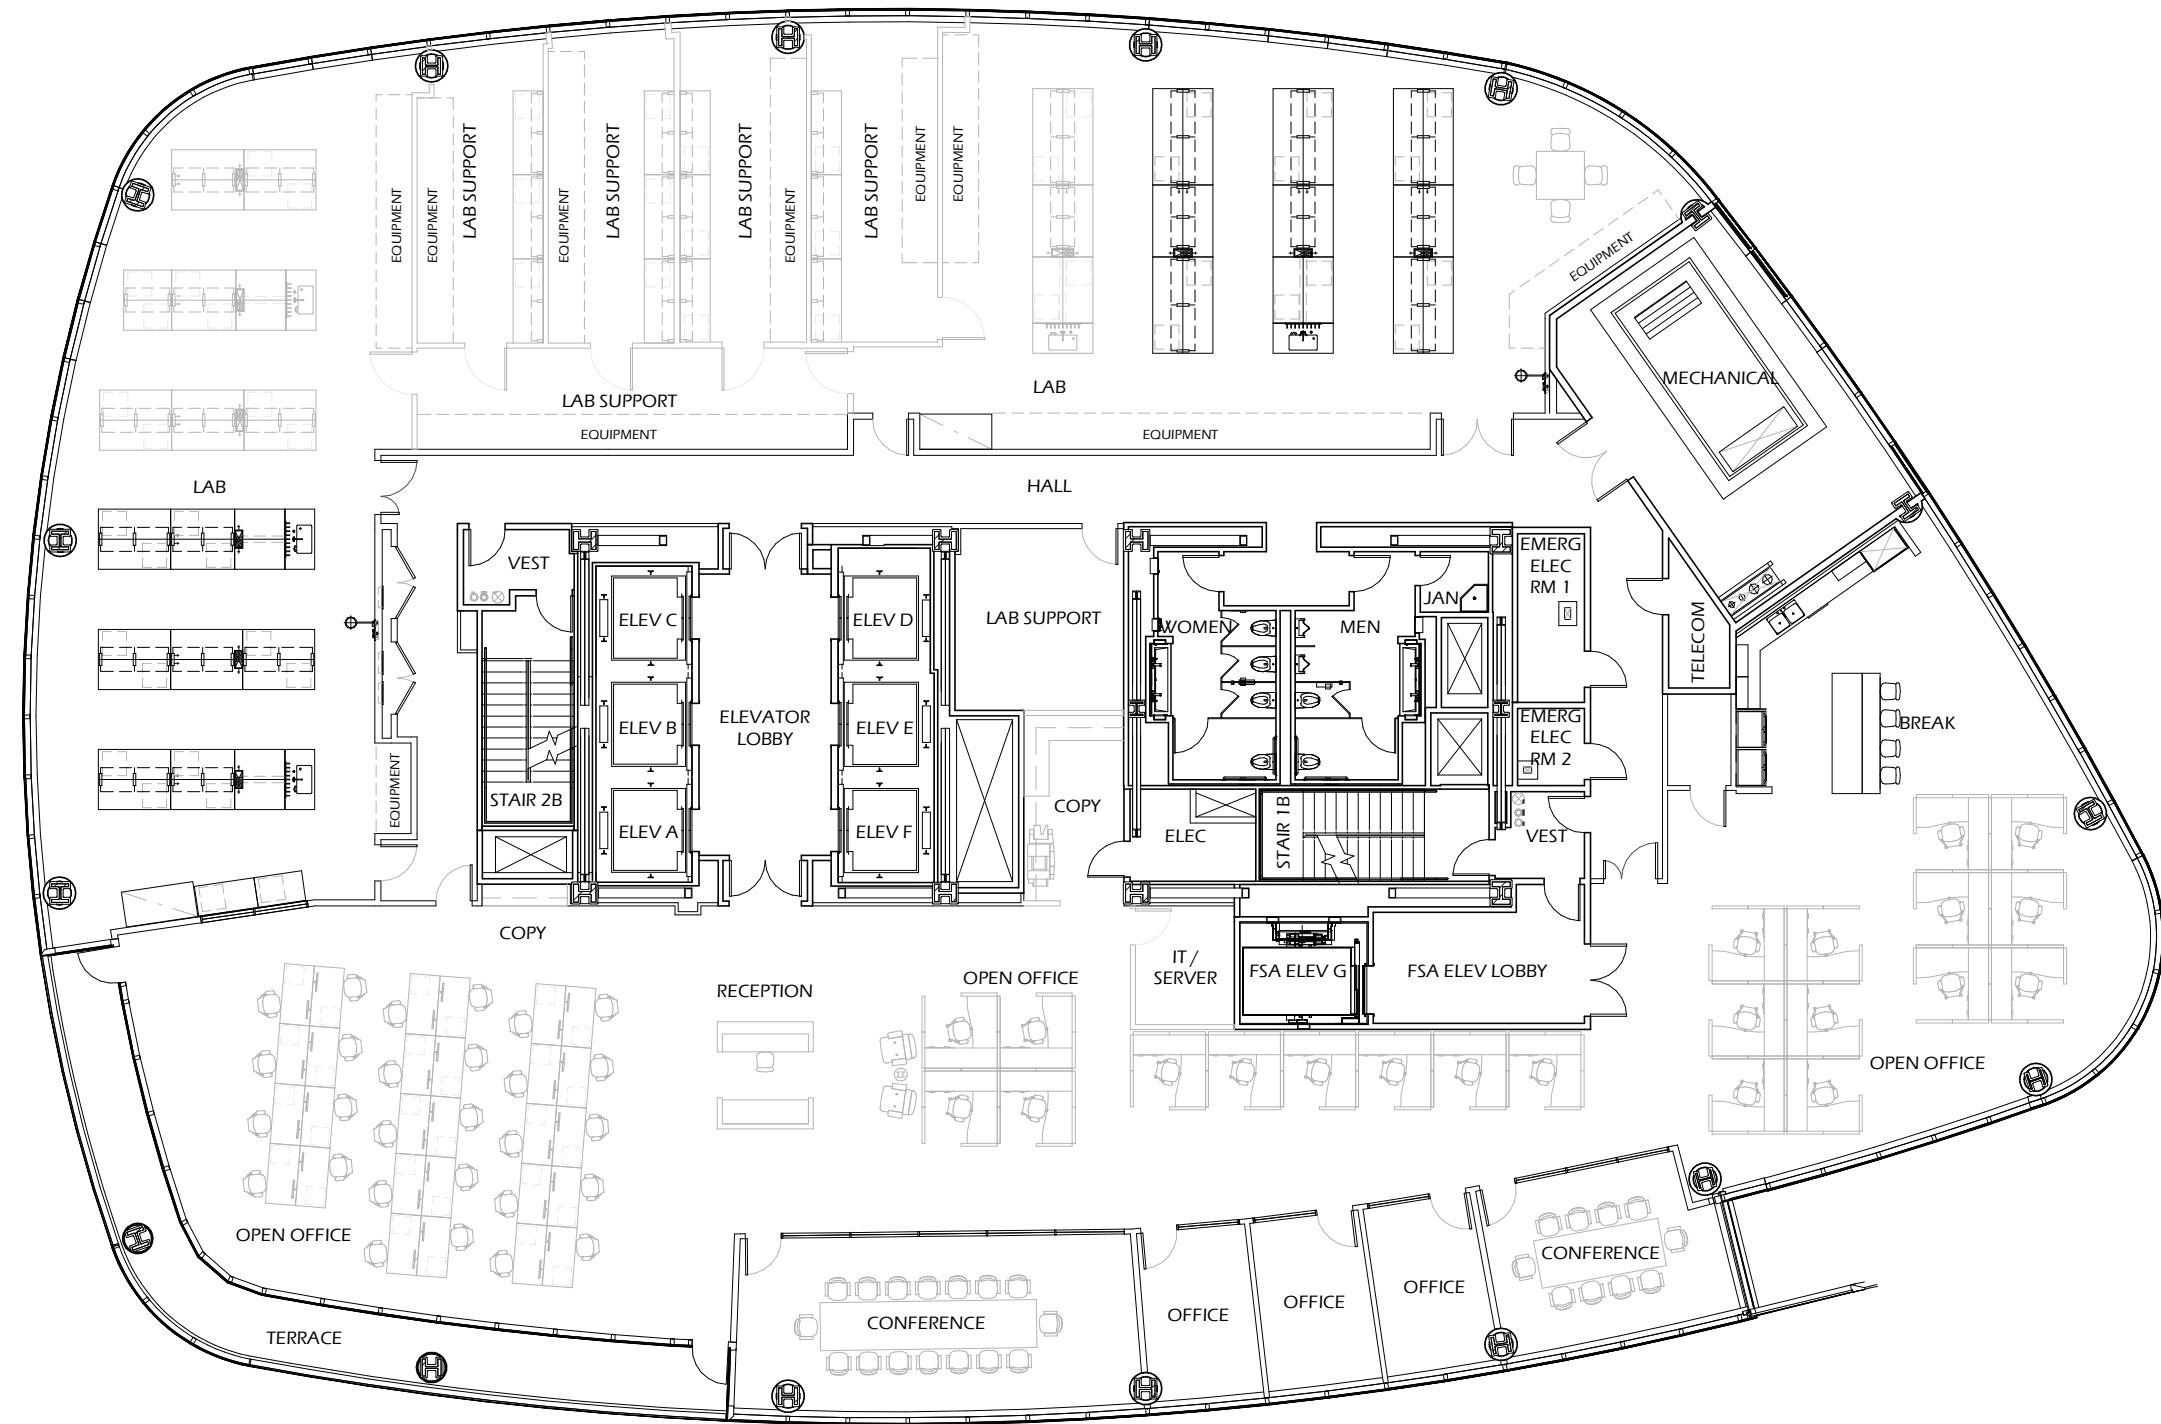 EQUIPMENT
EQUIPMENT
LAB SUPPORT
EQUIPMENT
LAB SUPPORT
LAB SUPPORT
EQUIPMENT
LAB SUPPORT
EQUIPMENT
EQUIPMENT
EQUIPMENT
MECHANICAL
LAB
LAB SUPPORT
EQUIPMENT
EQUIPMENT
LAB
HALL
VEST
ELEV C
ELEV D
LAB SUPPORT
WOMEN
MEN
JAN
EMERG
ELEC
RM 1
TELECOM
ELEV B
ELEVATOR
LOBBY
ELEV E
EMERG
ELEC
RM 2
BREAK
EQUIPMENT
STAIR 2B
ELEV A
ELEV F
COPY
ELEC
STAIR 1B
VEST
COPY
RECEPTION
OPEN OFFICE
IT /
SERVER
FSA ELEV G
FSA ELEV LOBBY
OPEN OFFICE
OPEN OFFICE
CONFERENCE
OFFICE
OFFICE
OFFICE
CONFERENCE
TERRACE